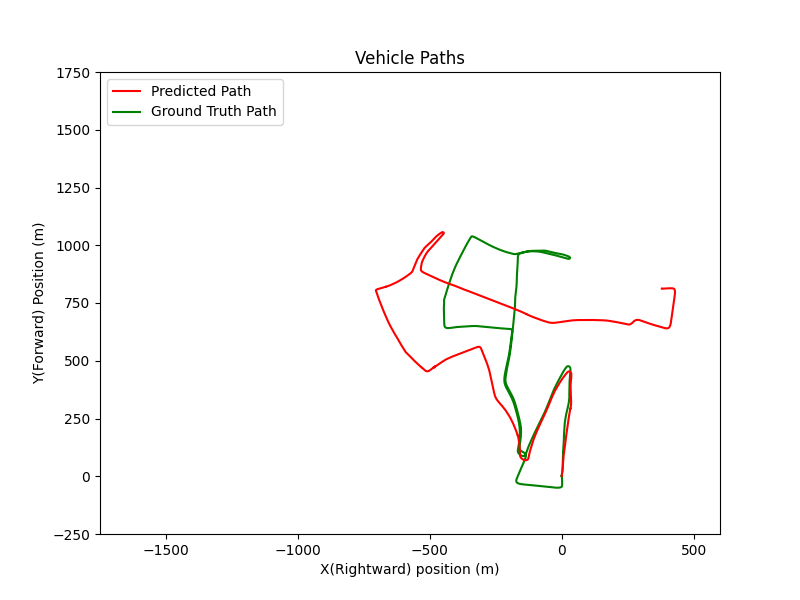 Vehicle Paths
Predicted Path
Ground Truth Path
1750
1500
1250
1000
750
500
250
0
−250
Y(Forward) Position (m)
−1500
−1000
−500
0
500
X(Rightward) position (m)